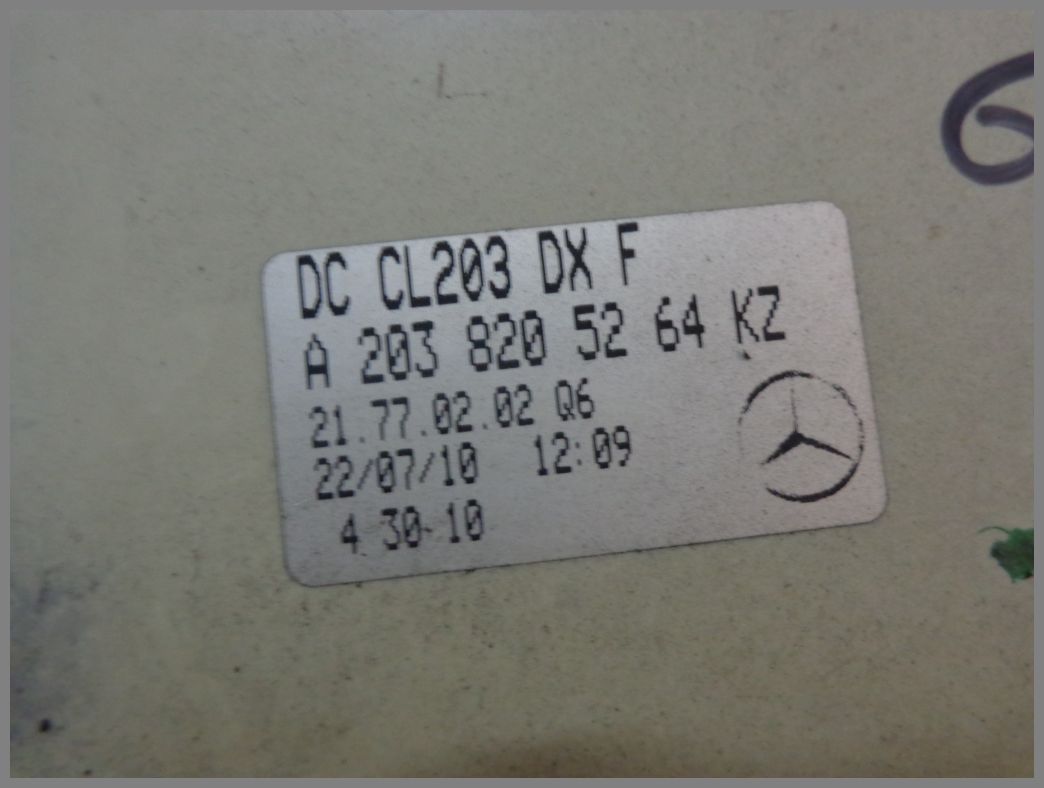 6
DC CL203 DX F
A 203 820 52 64 KZ
21.77.02.02 Q6
22/07/10 12:09
4 30-10